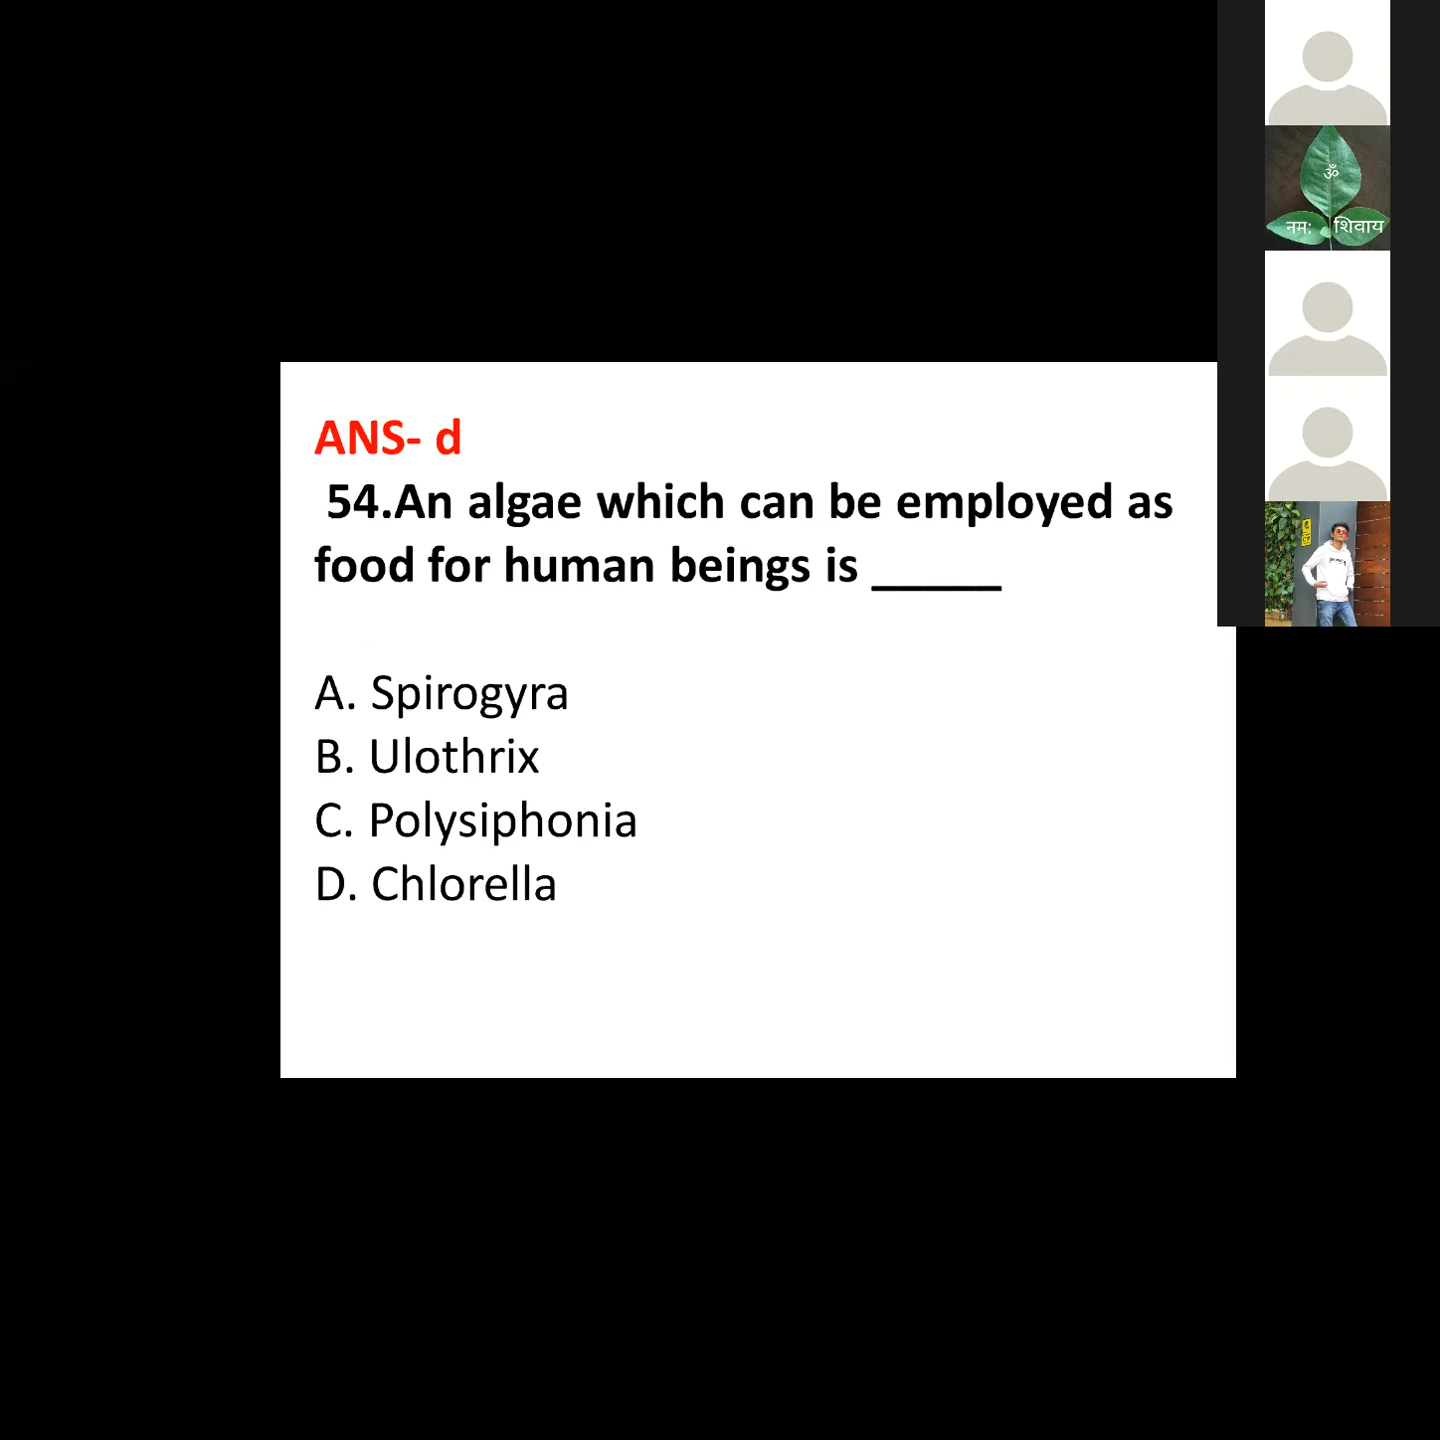 ANS- d
54.An algae which can be employed as
food for human beings is _____
A. Spirogyra
B. Ulothrix
C. Polysiphonia
D. Chlorella
ॐ
नम: शिवाय